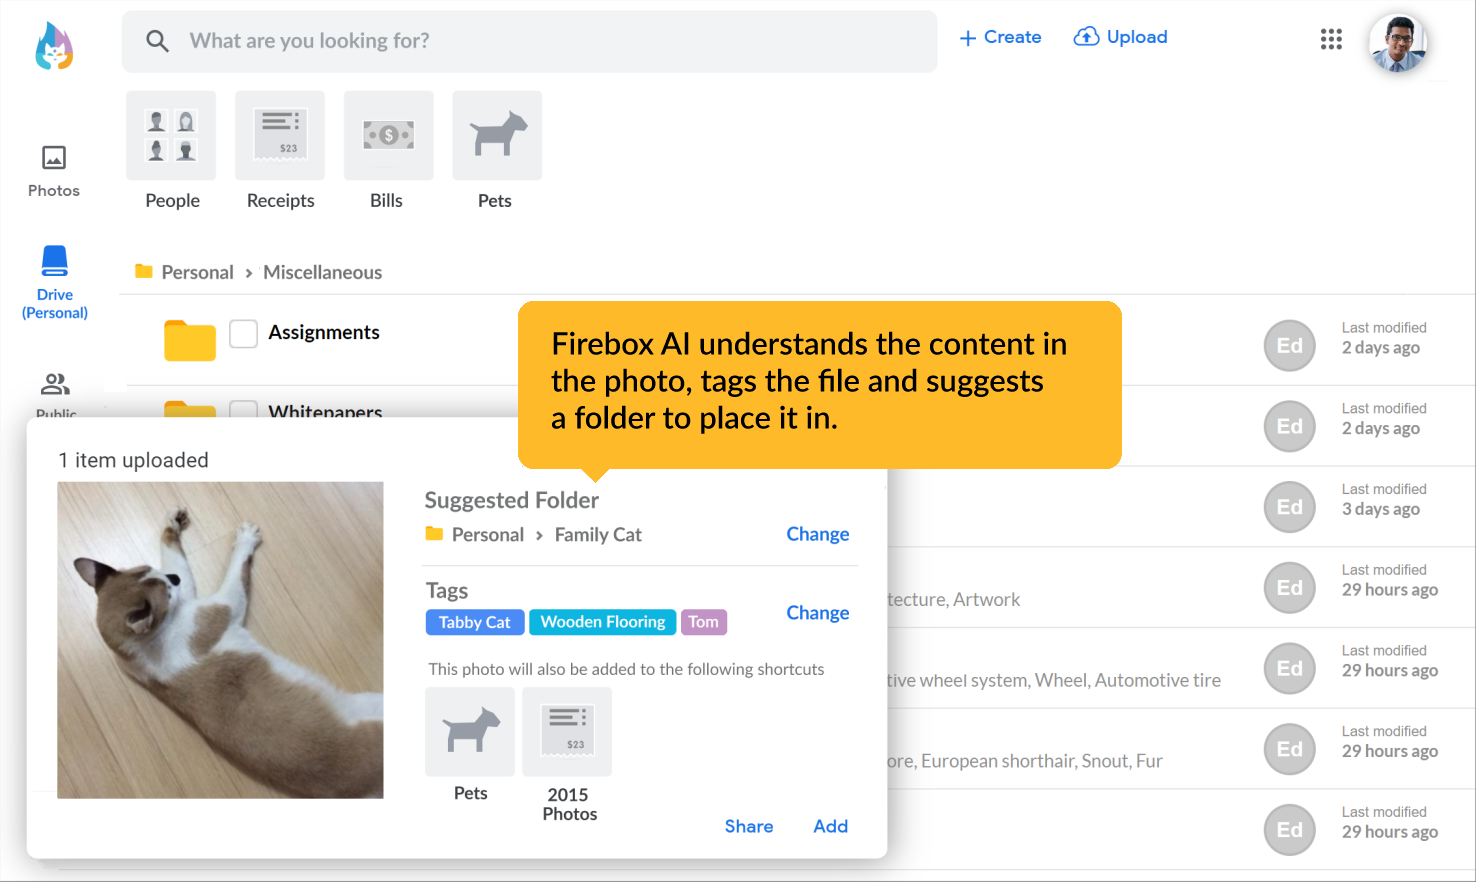 What are you looking for?
+ Create
Upload
$23
$
People
Receipts
Bills
Pets
Photos
Drive
(Personal)
Public
Personal > Miscellaneous
Assignments
Ed
Last modified
2 days ago
Whitepapers
Ed
Last modified
2 days ago
Firebox AI understands the content in
the photo, tags the file and suggests
a folder to place it in.
Ed
Last modified
3 days ago
tecture, Artwork
Ed
Last modified
29 hours ago
tive wheel system, Wheel, Automotive tire
Ed
Last modified
29 hours ago
ore, European shorthair, Snout, Fur
Ed
Last modified
29 hours ago
Ed
Last modified
29 hours ago
1 item uploaded
Suggested Folder
Personal > Family Cat
Change
Tags
Tabby Cat
Wooden Flooring
Tom
Change
This photo will also be added to the following shortcuts
$23
Pets
2015
Photos
Share
Add